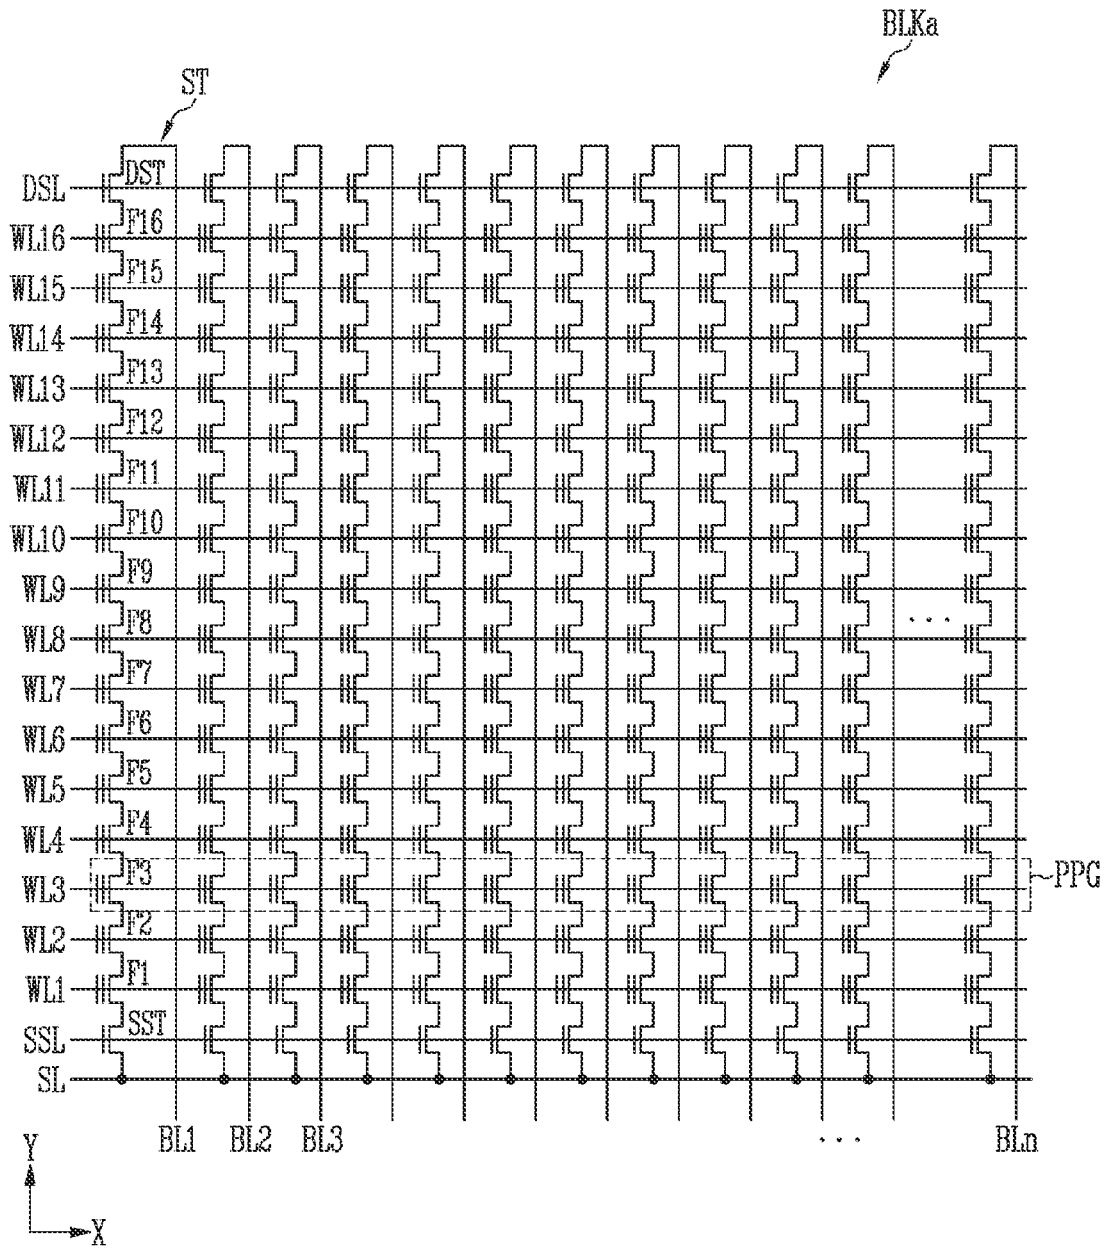 BLKa
ST
DSL DST
WL16 F16
WL15 F15
WL14 F14
WL13 F13
WL12 F12
WL11 F11
WL10 F10
WL9 F9
WL8 F8 ...
WL7 F7
WL6 F6
WL5 F5
WL4 F4
WL3 F3 PPG
WL2 F2
WL1 F1
SSL SST
SL
BL1 BL2 BL3 ... BLn
Y
X